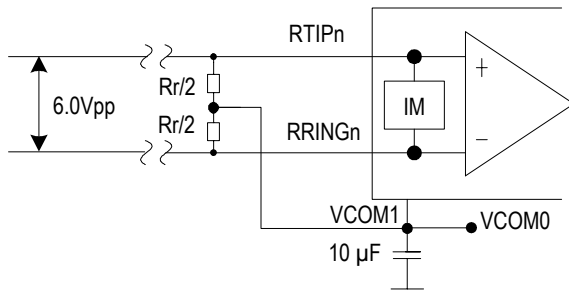 RTIPn
Rr/2
6.0Vpp
IM
Rr/2
RRINGn
VCOM1
VCOM0
10 µF